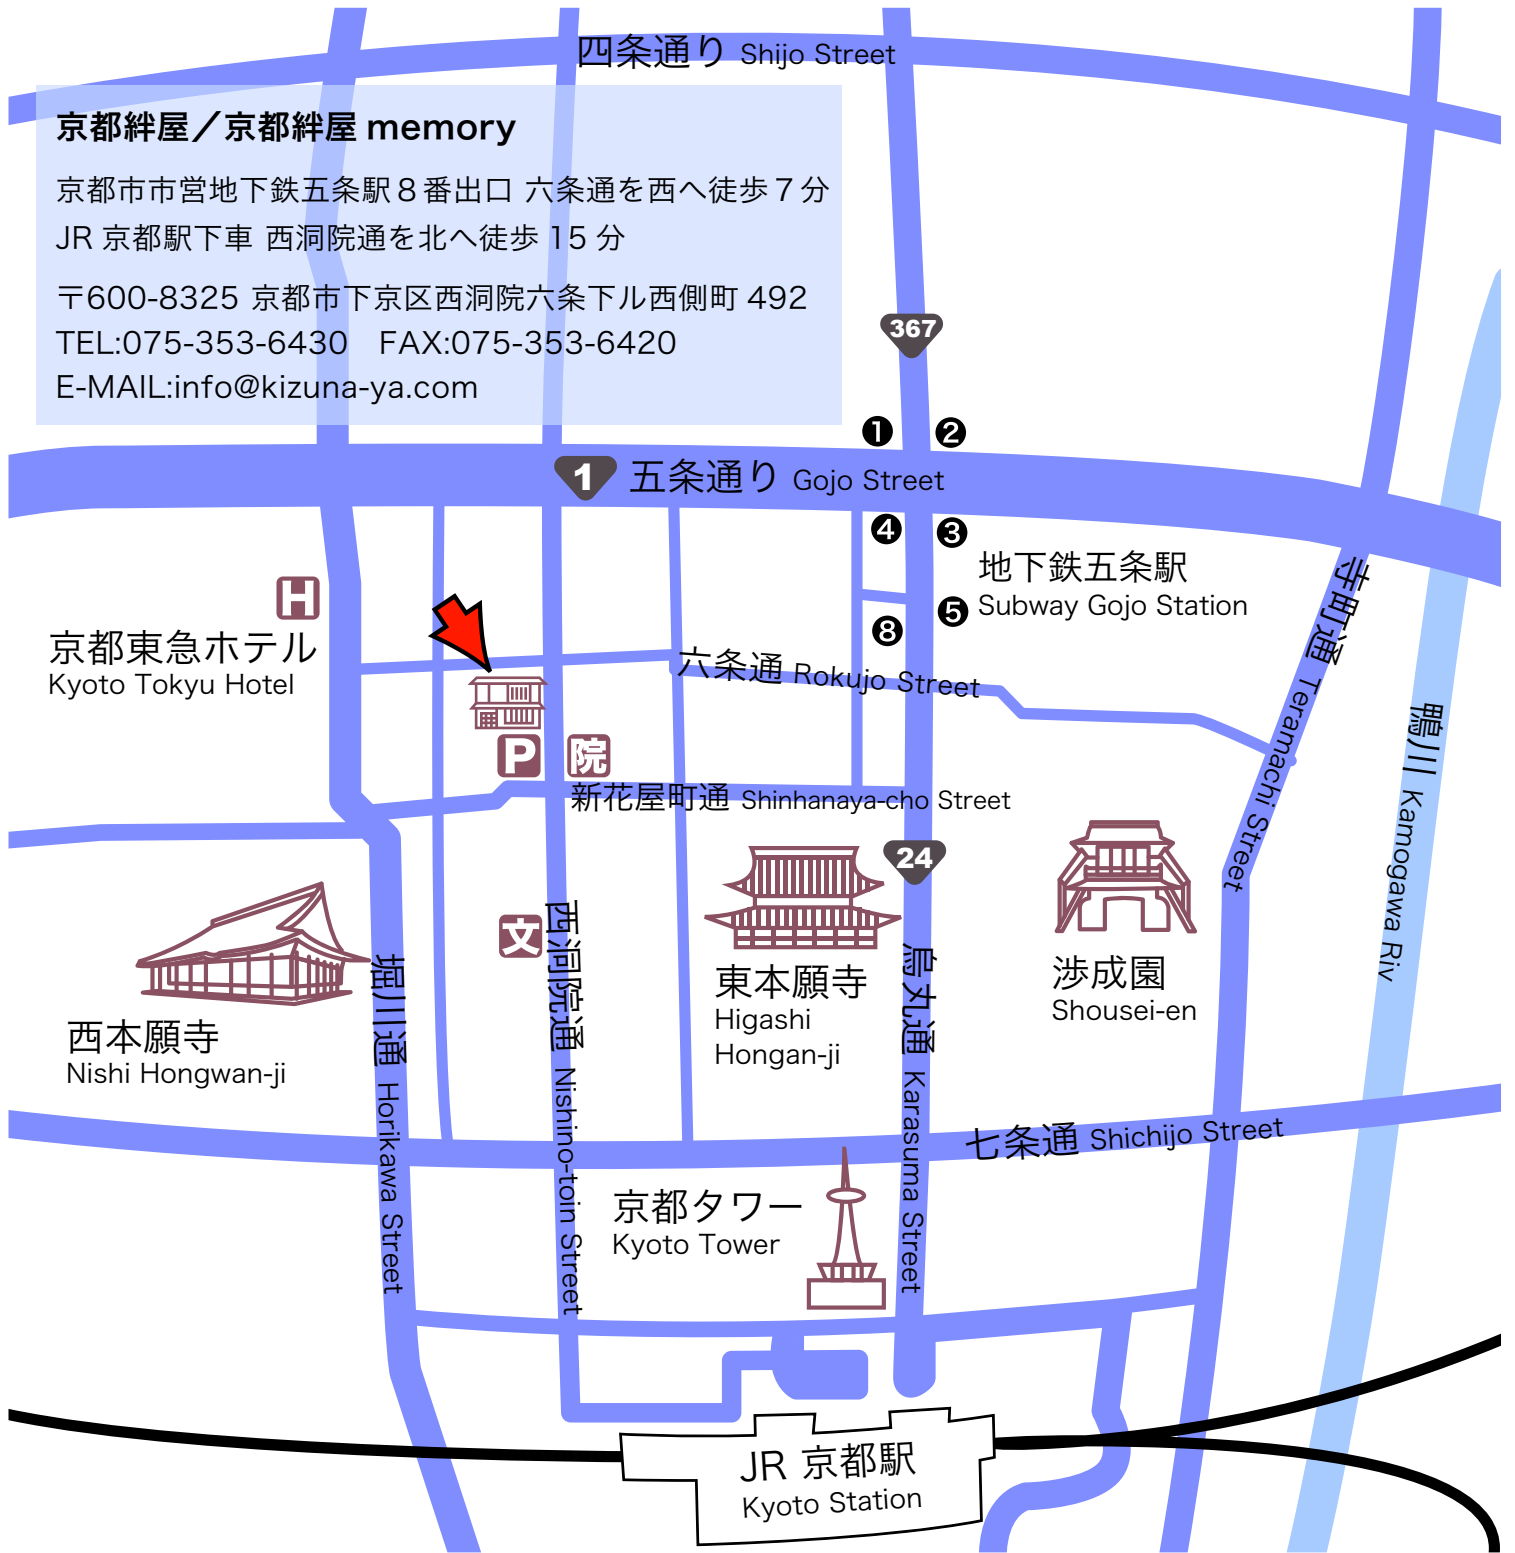 四条通り Shijo Street
京都絆屋／京都絆屋 memory
京都市市営地下鉄五条駅８番出口 六条通を西へ徒歩７分
JR 京都駅下車 西洞院通を北へ徒歩 15 分
〒600-8325 京都市下京区西洞院六条下ル西側町 492
TEL:075-353-6430　FAX:075-353-6420
E-MAIL:info@kizuna-ya.com
367
❶
❷
1
五条通り Gojo Street
❹
❸
地下鉄五条駅
Subway Gojo Station
❺
❽
H
京都東急ホテル
Kyoto Tokyu Hotel
六条通 Rokujo Street
寺町通 Teramachi Street
鴨川 Kamogawa Riv
P
院
新花屋町通 Shinhanaya-cho Street
24
文
西本願寺
Nishi Hongwan-ji
堀川通 Horikawa Street
西洞院通 Nishino-toin Street
東本願寺
Higashi
Hongan-ji
烏丸通 Karasuma Street
渉成園
Shousei-en
七条通 Shichijo Street
京都タワー
Kyoto Tower
JR 京都駅
Kyoto Station